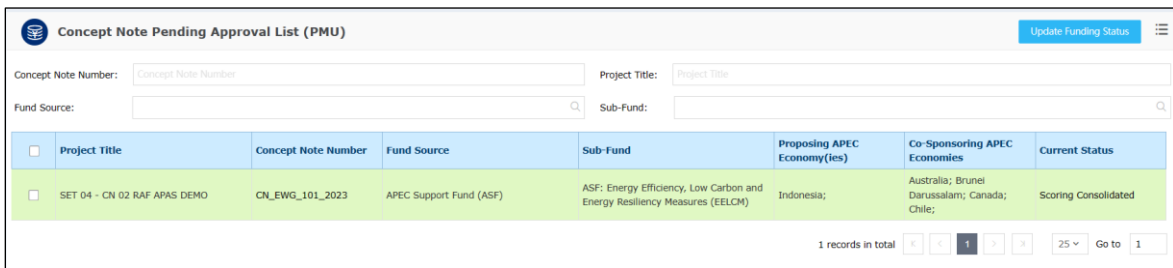 Concept Note Pending Approval List (PMU)
Update Funding Status
Concept Note Number: Concept Note Number
Project Title: Project Title
Fund Source:
Sub-Fund:
Project Title Concept Note Number Fund Source Sub-Fund Proposing APEC Economy(ies) Co-Sponsoring APEC Economies Current Status
SET 04 - CN 02 RAF APAS DEMO CN_EWG_101_2023 APEC Support Fund (ASF) ASF: Energy Efficiency, Low Carbon and Energy Resiliency Measures (EELCM) Indonesia; Australia; Brunei Darussalam; Canada; Chile; Scoring Consolidated
1 records in total 1 25 Go to 1